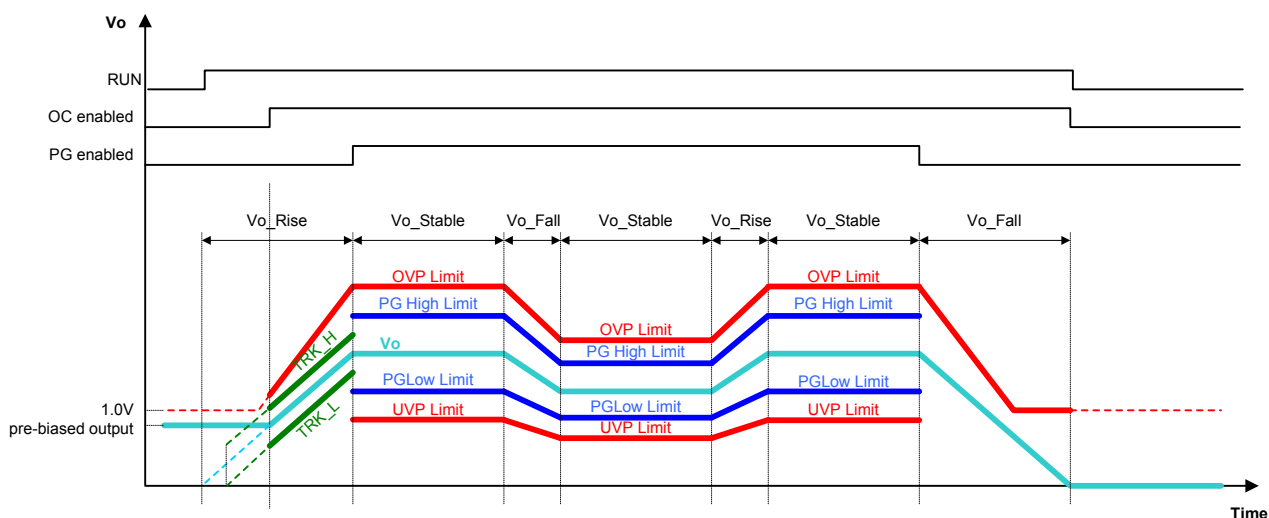 Vo
RUN
OC enabled
PG enabled
Vo_Rise
Vo_Stable
Vo_Fall
Vo_Stable
Vo_Rise
Vo_Stable
Vo_Fall
OVP Limit
OVP Limit
PG High Limit
PG High Limit
OVP Limit
TRK_H
Vo
PG High Limit
PGLow Limit
PGLow Limit
1.0V
TRK_L
UVP Limit
PGLow Limit
UVP Limit
pre-biased output
UVP Limit
Time